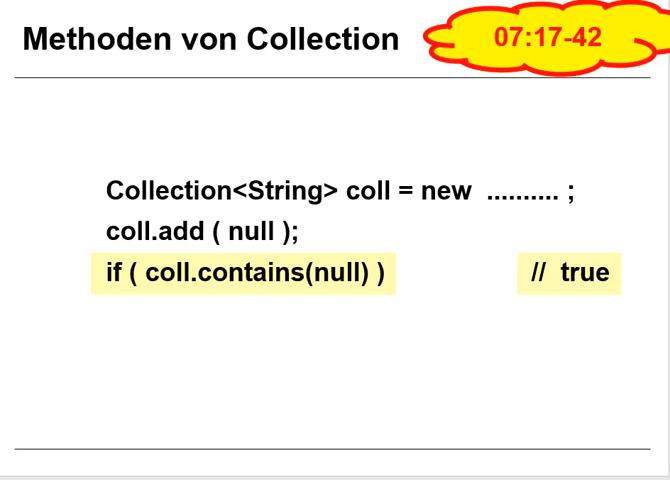 Methoden von Collection
07:17-42
Collection<String> coll = new .......... ;
coll.add ( null );
if ( coll.contains(null) ) // true